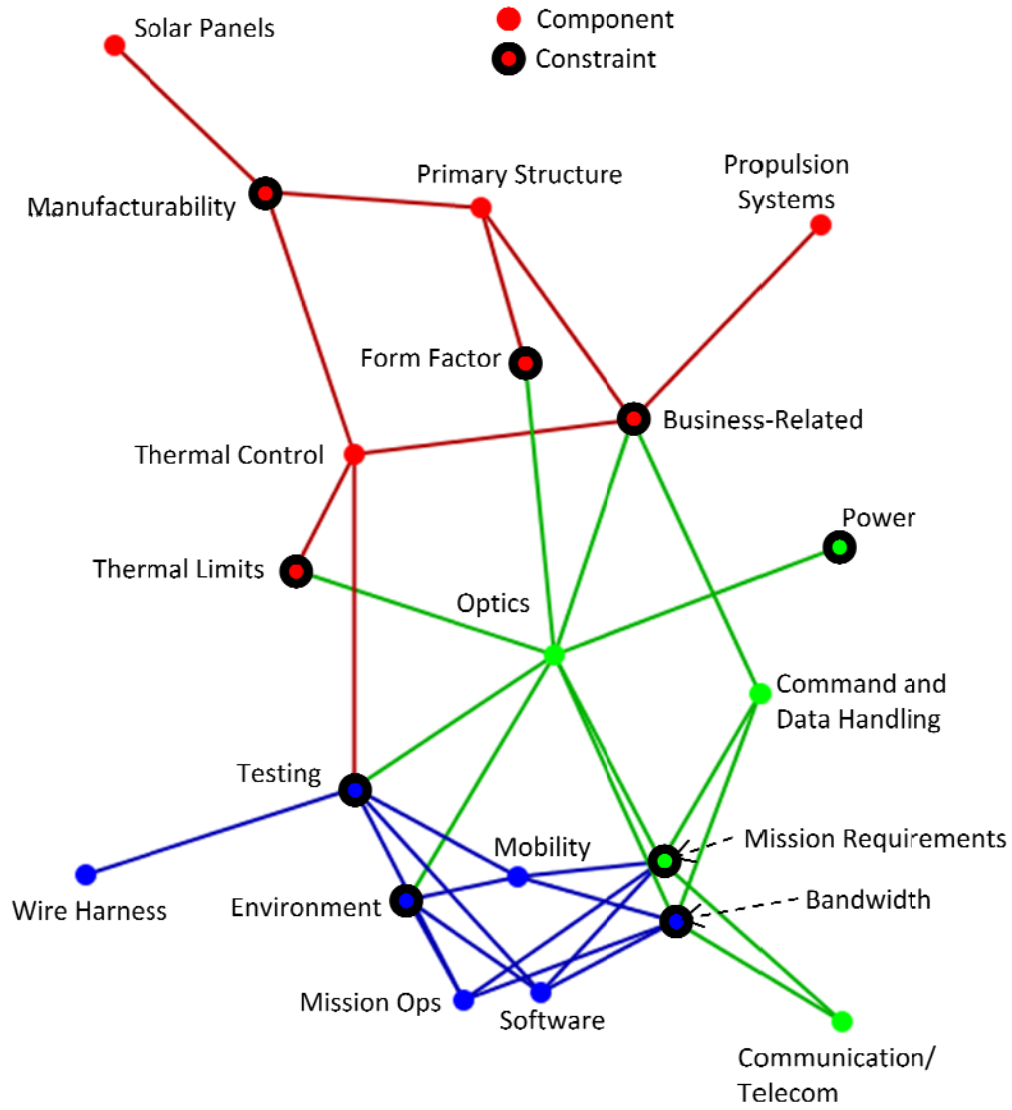 Solar Panels
Component
Constraint
Primary Structure
Propulsion
Systems
Manufacturability
Form Factor
Business-Related
Thermal Control
Power
Thermal Limits
Optics
Command and
Data Handling
Testing
Mobility
Mission Requirements
Wire Harness
Environment
Bandwidth
Mission Ops
Software
Communication/
Telecom